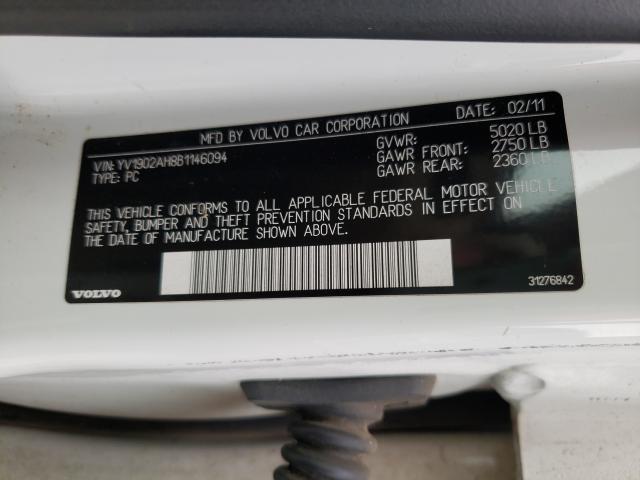 MFD BY VOLVO CAR CORPORATION DATE: 02/11
VIN: YV1902AH8B1146094
TYPE: PC
GVWR: 5020 LB
GAWR FRONT: 2750 LB
GAWR REAR: 2360 LB
THIS VEHICLE CONFORMS TO ALL APPLICABLE FEDERAL MOTOR VEHICLE
SAFETY, BUMPER AND THEFT PREVENTION STANDARDS IN EFFECT ON
THE DATE OF MANUFACTURE SHOWN ABOVE.
VOLVO
31276842